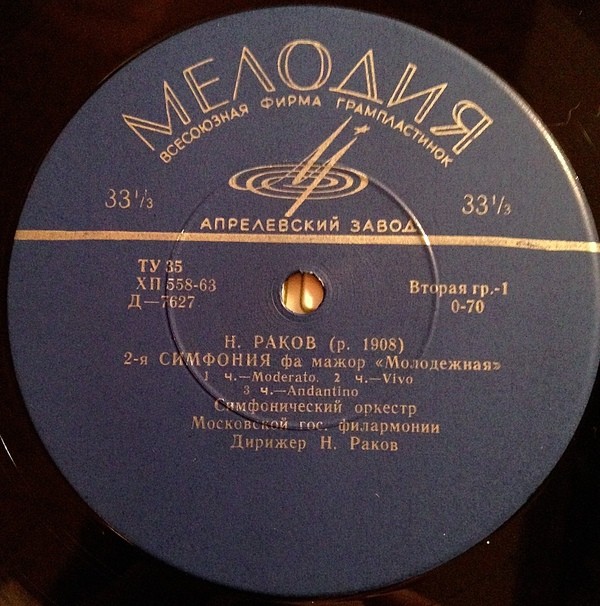 МЕЛОДИЯ
ВСЕСОЮЗНАЯ ФИРМА ГРАМПЛАСТИНОК
33⅓ 33⅓
АПРЕЛЕВСКИЙ ЗАВОД
ТУ 35
ХП 558-63
Д—7627
Вторая гр.-1
0-70
Н. РАКОВ (р. 1908)
2-я СИМФОНИЯ фа мажор «Молодежная»
1 ч.—Moderato. 2 ч.—Vivo
3 ч.—Andantino
Симфонический оркестр
Московской гос. филармонии
Дирижер Н. Раков